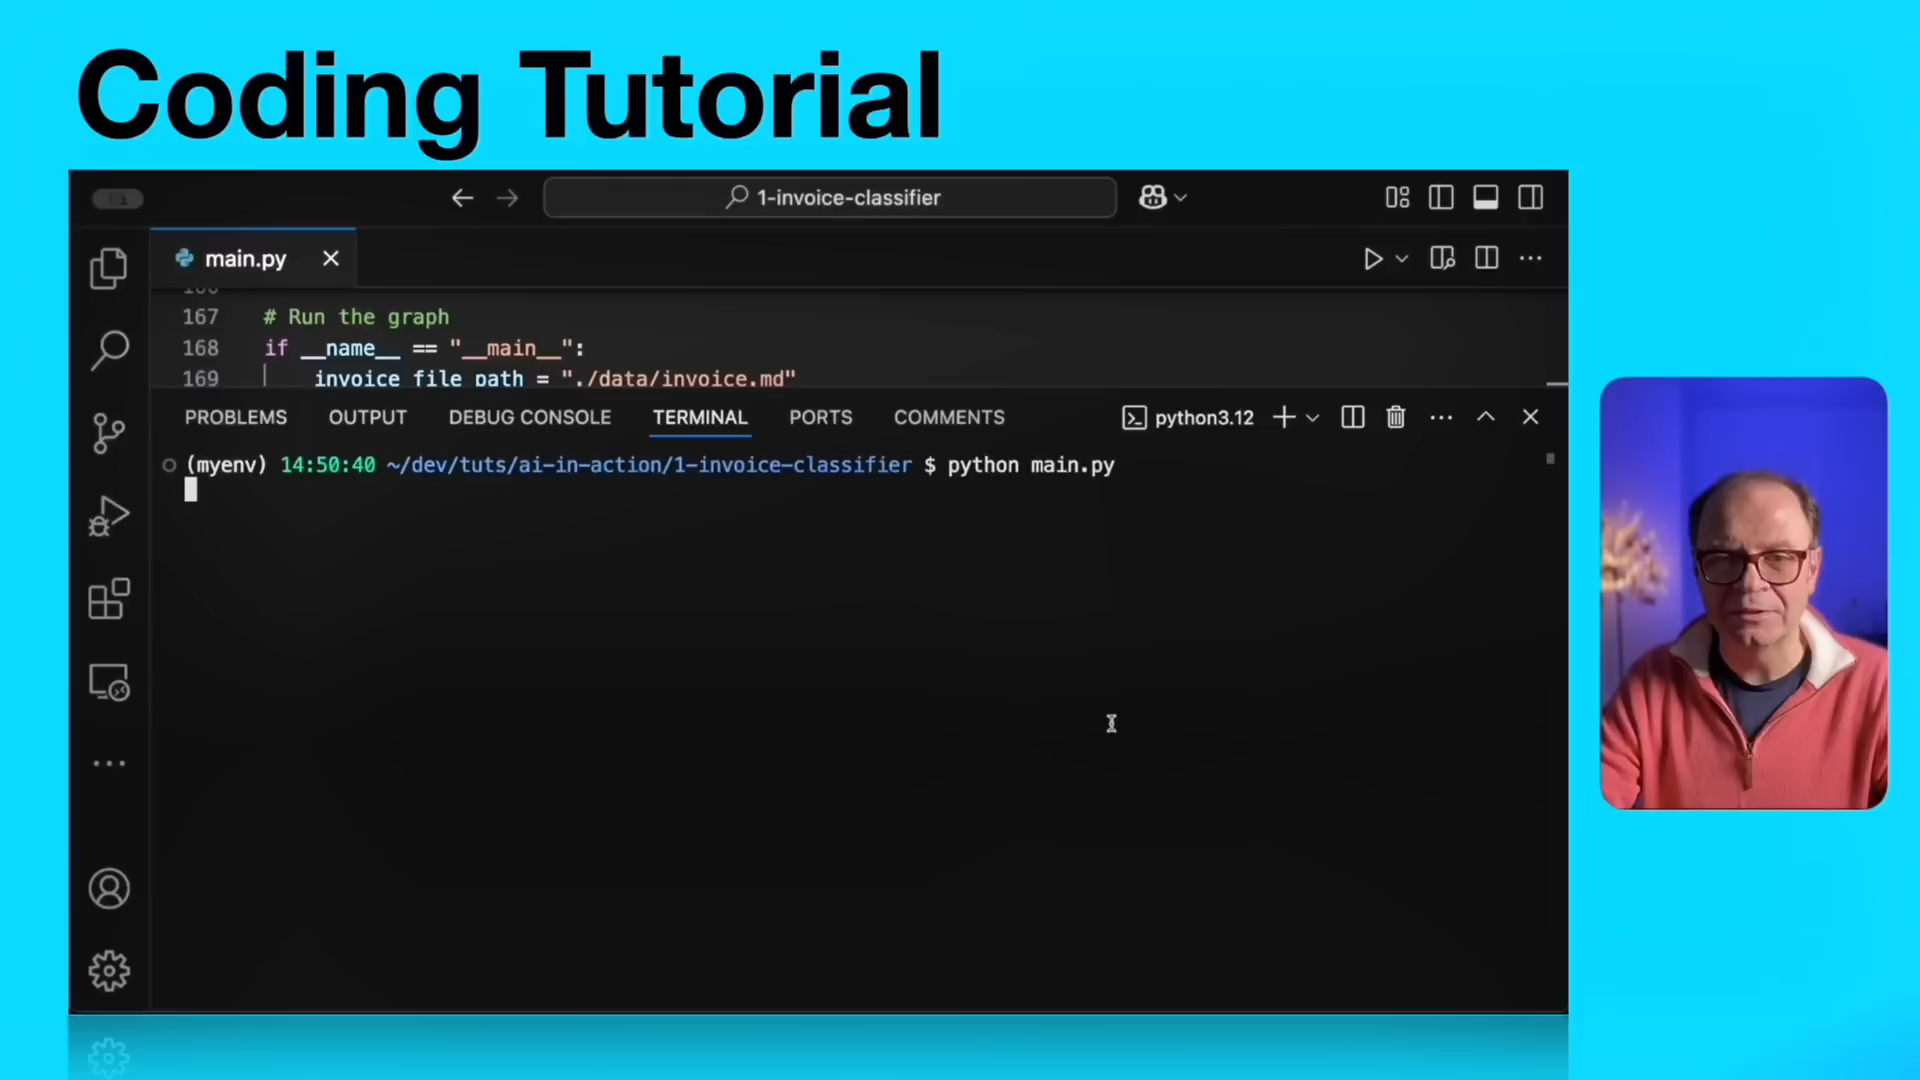 Coding Tutorial
1-invoice-classifier
main.py
167 # Run the graph
168 if __name__ == "__main__":
169 invoice_file_path = "./data/invoice.md"
PROBLEMS OUTPUT DEBUG CONSOLE TERMINAL PORTS COMMENTS python3.12
(myenv) 14:50:40 ~/dev/tuts/ai-in-action/1-invoice-classifier $ python main.py